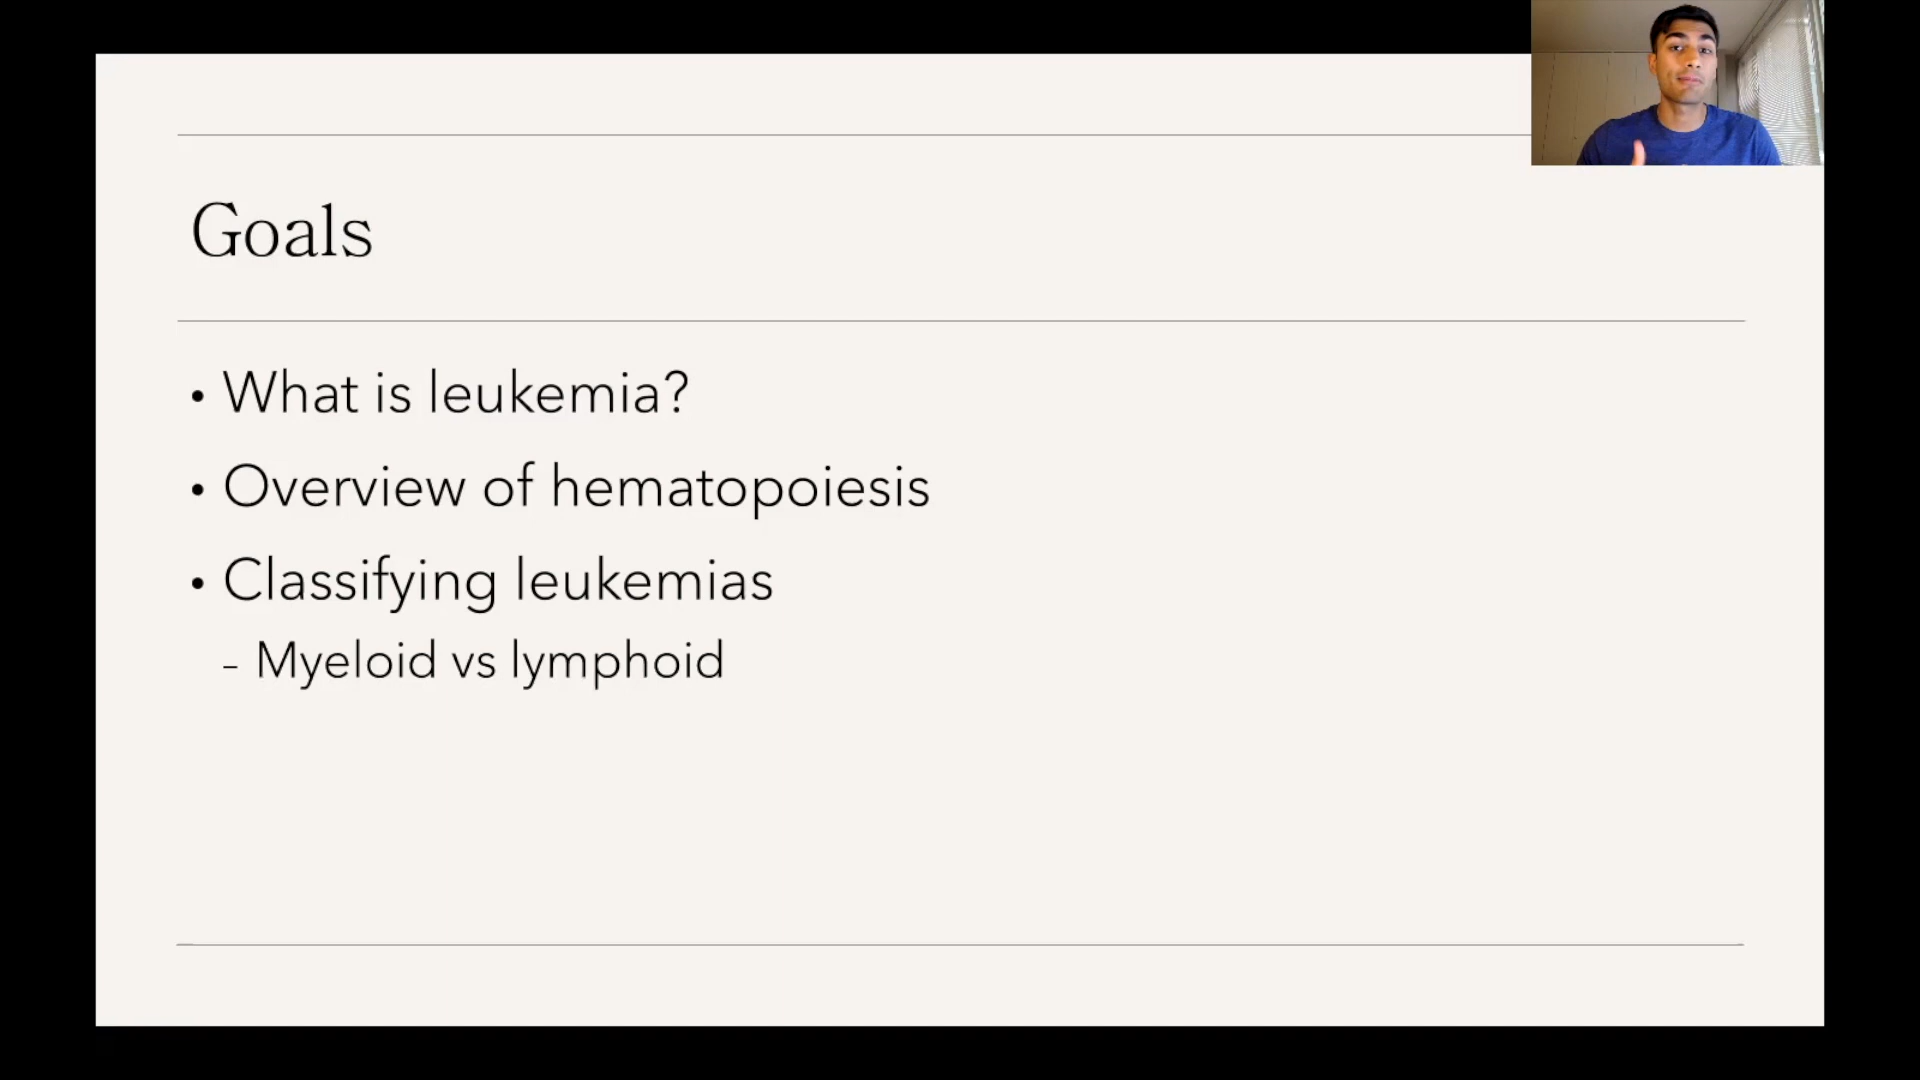 Goals
• What is leukemia?
• Overview of hematopoiesis
• Classifying leukemias
– Myeloid vs lymphoid